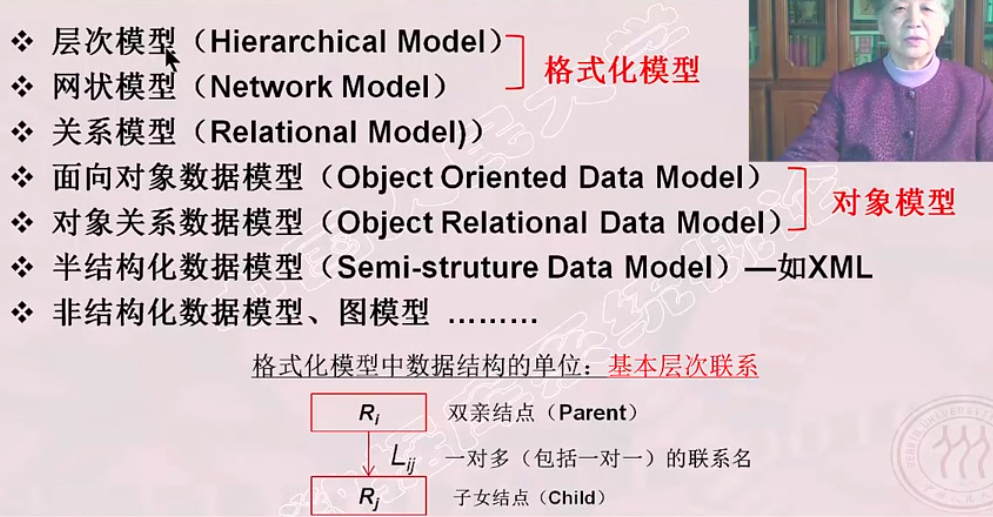 ❖ 层次模型（Hierarchical Model）
格式化模型
❖ 网状模型（Network Model）
❖ 关系模型（Relational Model)）
❖ 面向对象数据模型（Object Oriented Data Model）
对象模型
❖ 对象关系数据模型（Object Relational Data Model）
❖ 半结构化数据模型（Semi-struture Data Model）—如XML
❖ 非结构化数据模型、图模型 ………
格式化模型中数据结构的单位：基本层次联系
Ri 双亲结点（Parent）
Lij 一对多（包括一对一）的联系名
Rj 子女结点（Child）